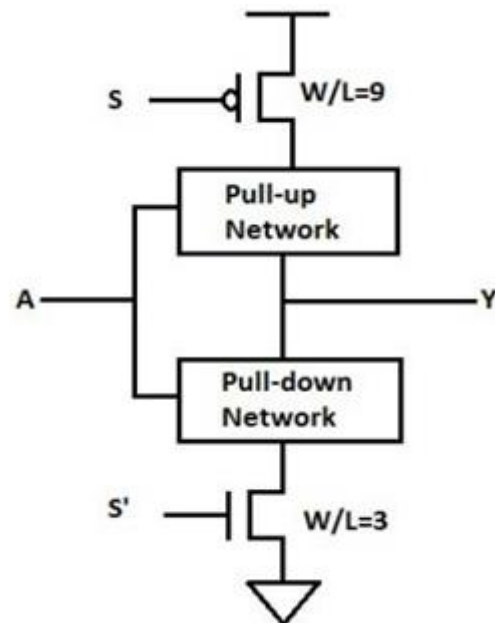 S
W/L=9
Pull-up
Network
A
Y
Pull-down
Network
S'
W/L=3